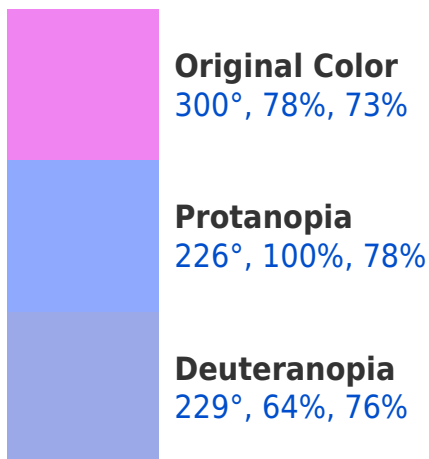 Original Color
300°, 78%, 73%
Protanopia
226°, 100%, 78%
Deuteranopia
229°, 64%, 76%